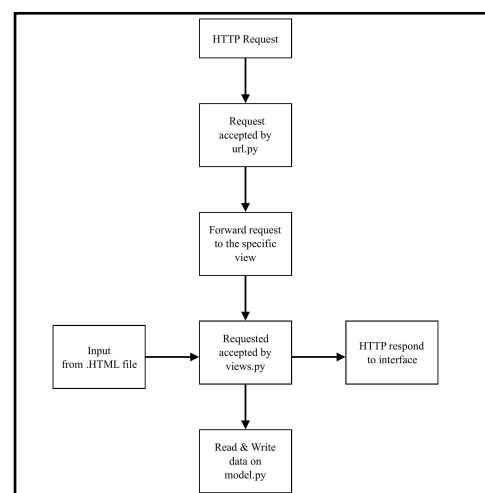 HTTP Request
Request
accepted by
url.py
Forward request
to the specific
view
Input
from .HTML file
Requested
accepted by
views.py
HTTP respond
to interface
Read & Write
data on
model.py